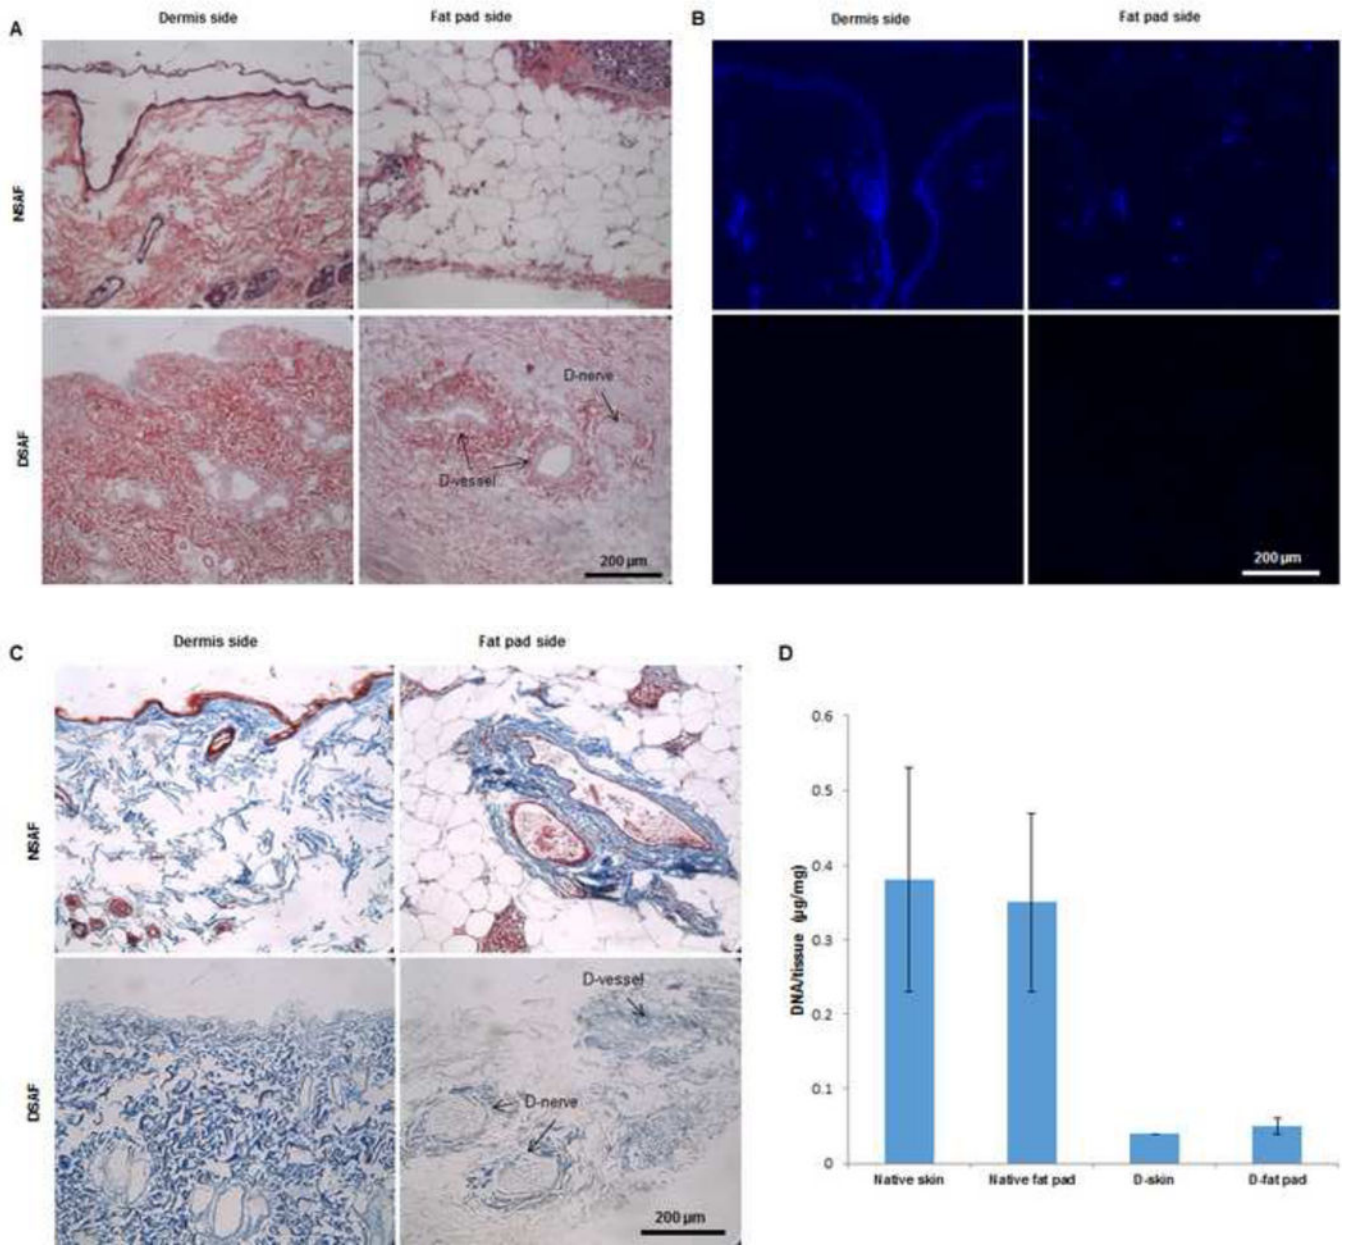 A
Dermis side
Fat pad side
NSAF
DSAF
D-nerve
D-vessel
200 µm
B
Dermis side
Fat pad side
200 µm
C
Dermis side
Fat pad side
NSAF
DSAF
D-vessel
D-nerve
200 µm
D
DNA/tissue (µg/mg)
0.6
0.5
0.4
0.3
0.2
0.1
0
Native skin
Native fat pad
D-skin
D-fat pad